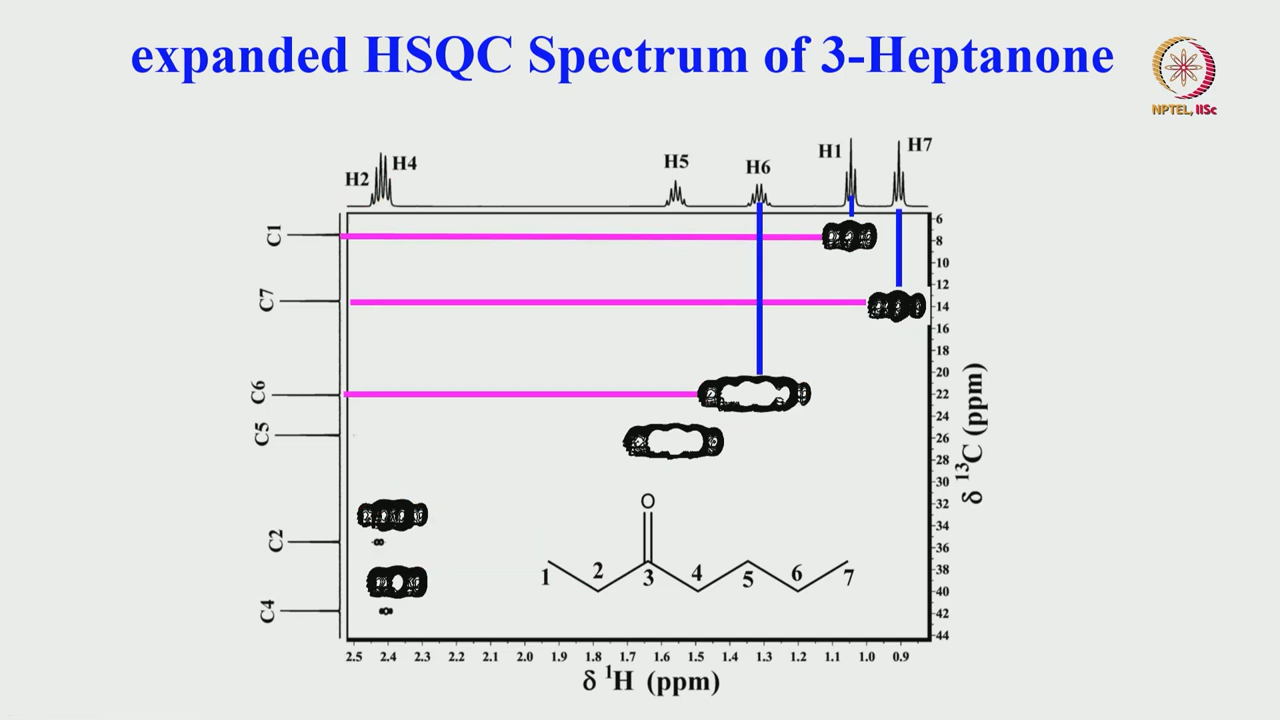 expanded HSQC Spectrum of 3-Heptanone
NPTEL, IISc
H2
H4
H5
H6
H1
H7
C1
C7
C6
C5
C2
C4
6
8
10
12
14
16
18
20
22
24
26
28
30
32
34
36
38
40
42
44
δ ¹³C (ppm)
O
1 2 3 4 5 6 7
2.5 2.4 2.3 2.2 2.1 2.0 1.9 1.8 1.7 1.6 1.5 1.4 1.3 1.2 1.1 1.0 0.9
δ ¹H (ppm)